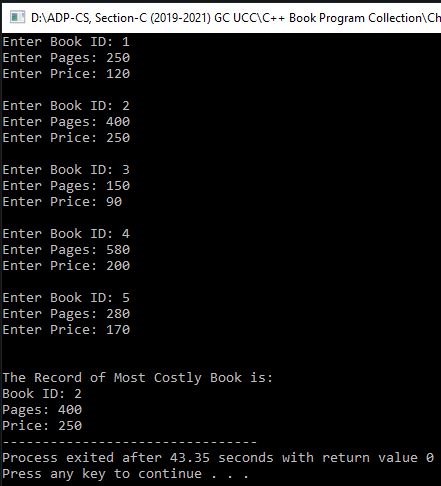 D:\ADP-CS, Section-C (2019-2021) GC UCC\C++ Book Program Collection\Ch
Enter Book ID: 1
Enter Pages: 250
Enter Price: 120
Enter Book ID: 2
Enter Pages: 400
Enter Price: 250
Enter Book ID: 3
Enter Pages: 150
Enter Price: 90
Enter Book ID: 4
Enter Pages: 580
Enter Price: 200
Enter Book ID: 5
Enter Pages: 280
Enter Price: 170
The Record of Most Costly Book is:
Book ID: 2
Pages: 400
Price: 250
--------------------------------
Process exited after 43.35 seconds with return value 0
Press any key to continue . . .